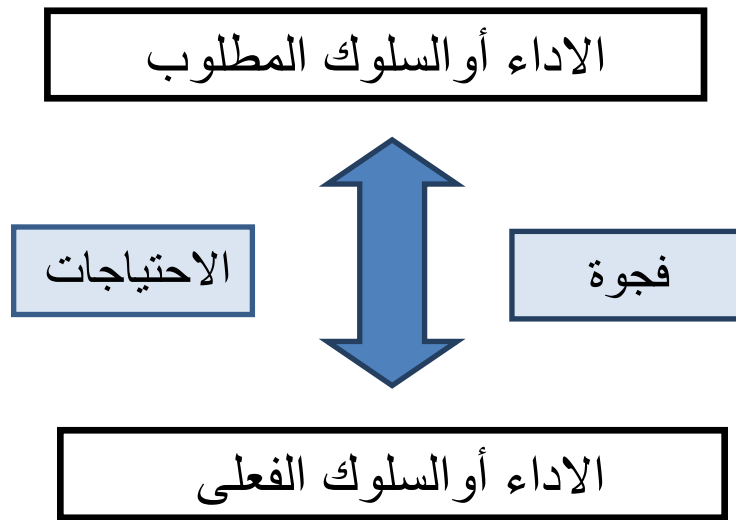 الاداء أوالسلوك المطلوب
فجوة
الاحتياجات
الاداء أوالسلوك الفعلى